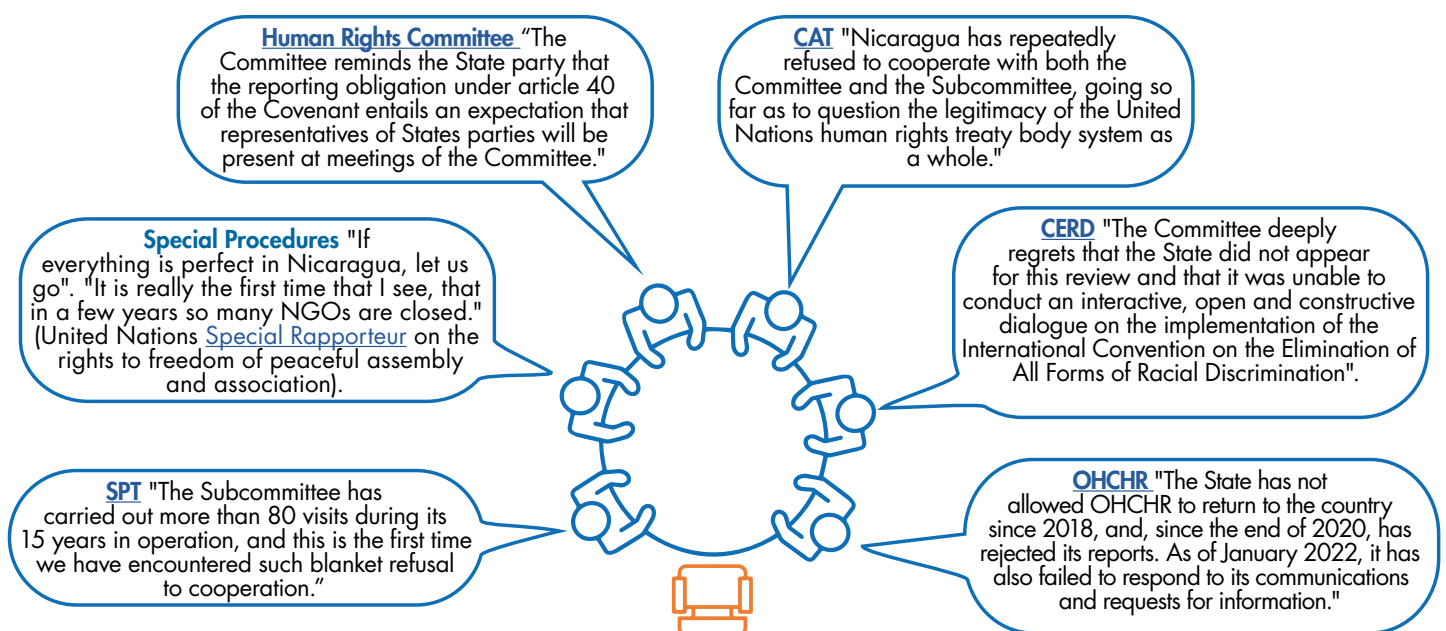 Human Rights Committee “The
Committee reminds the State party that
the reporting obligation under article 40
of the Covenant entails an expectation that
representatives of States parties will be
present at meetings of the Committee."
CAT "Nicaragua has repeatedly
refused to cooperate with both the
Committee and the Subcommittee, going so
far as to question the legitimacy of the United
Nations human rights treaty body system as
a whole."
Special Procedures "If
everything is perfect in Nicaragua, let us
go". "It is really the first time that I see, that
in a few years so many NGOs are closed."
(United Nations Special Rapporteur on the
rights to freedom of peaceful assembly
and association).
CERD "The Committee deeply
regrets that the State did not appear
for this review and that it was unable to
conduct an interactive, open and constructive
dialogue on the implementation of the
International Convention on the Elimination of
All Forms of Racial Discrimination".
SPT "The Subcommittee has
carried out more than 80 visits during its
15 years in operation, and this is the first time
we have encountered such blanket refusal
to cooperation.”
OHCHR "The State has not
allowed OHCHR to return to the country
since 2018, and, since the end of 2020, has
rejected its reports. As of January 2022, it has
also failed to respond to its communications
and requests for information."